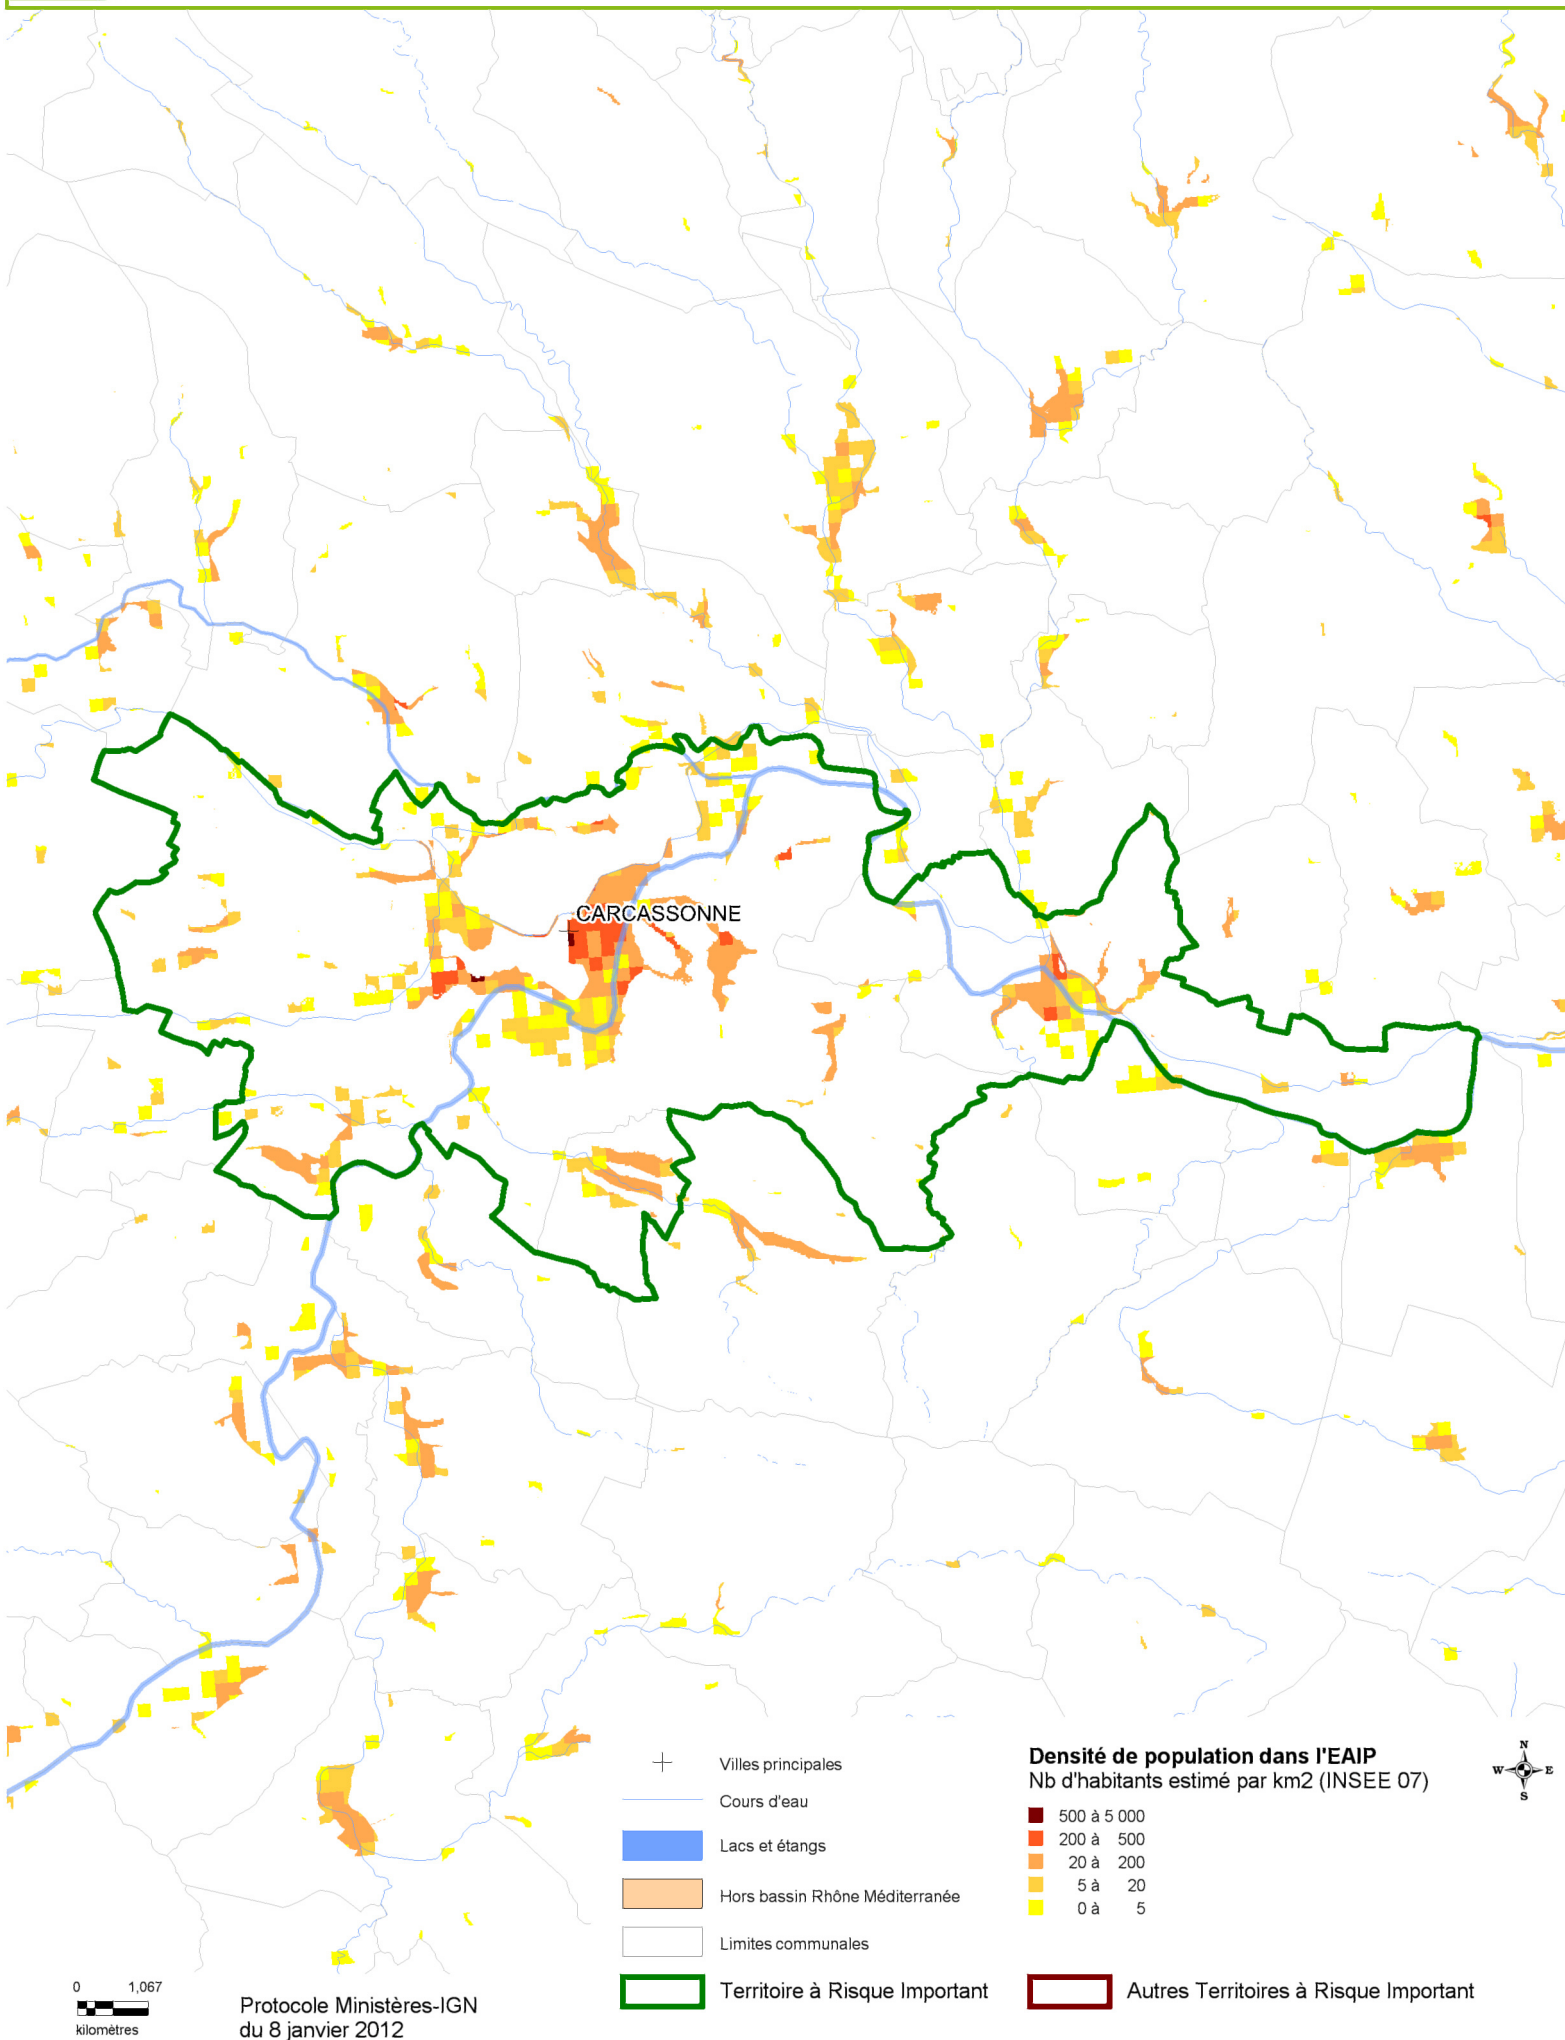 CARCASSONNE
Villes principales
Cours d'eau
Lacs et étangs
Hors bassin Rhône Méditerranée
Limites communales
Territoire à Risque Important
Densité de population dans l'EAIP
Nb d'habitants estimé par km2 (INSEE 07)
500 à 5 000
200 à 500
20 à 200
5 à 20
0 à 5
Autres Territoires à Risque Important
N
W E
S
0 1,067
kilomètres
Protocole Ministères-IGN
du 8 janvier 2012